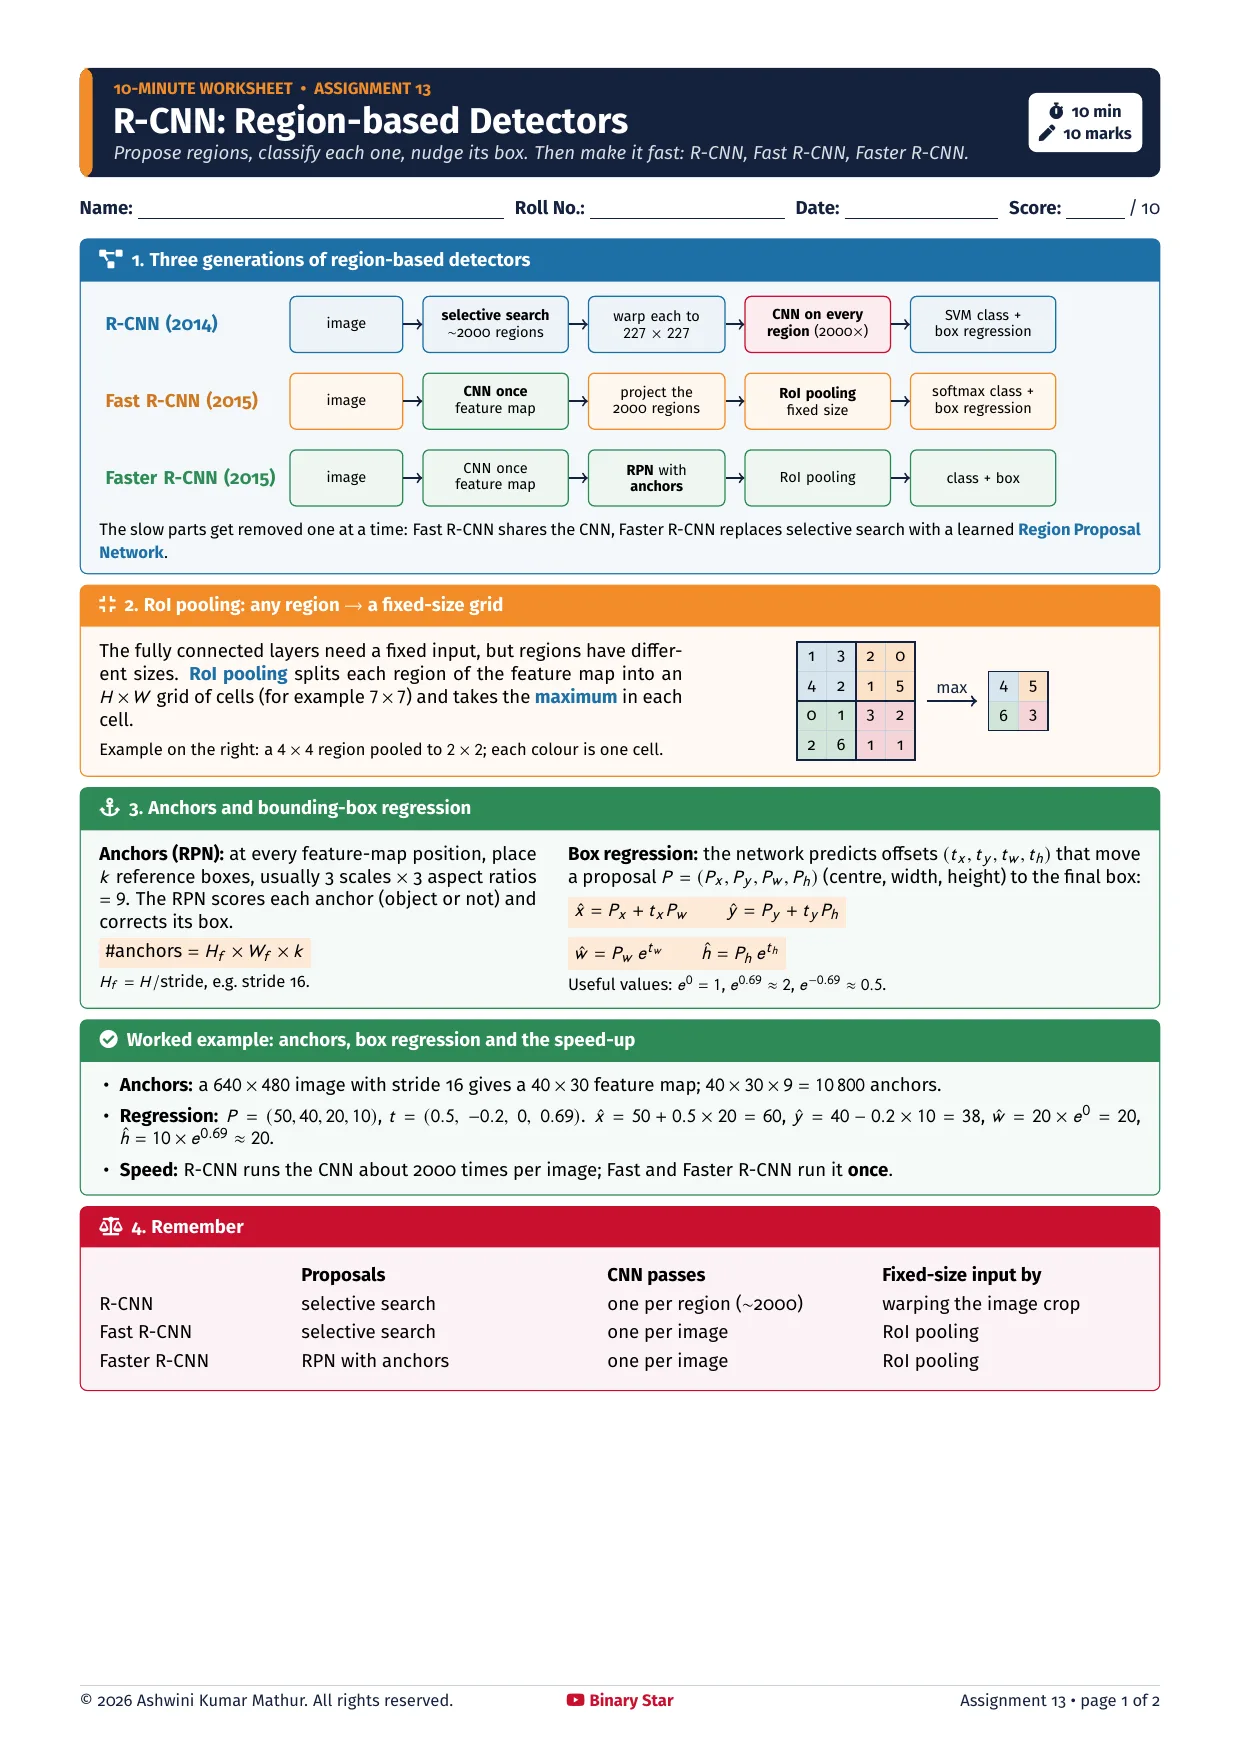 10-MINUTE WORKSHEET • ASSIGNMENT 13
R-CNN: Region-based Detectors
Propose regions, classify each one, nudge its box. Then make it fast: R-CNN, Fast R-CNN, Faster R-CNN.
10 min
10 marks
Name: Roll No.: Date: Score: / 10
1. Three generations of region-based detectors
R-CNN (2014)
image
selective search
~2000 regions
warp each to
227 × 227
CNN on every
region (2000×)
SVM class +
box regression
Fast R-CNN (2015)
image
CNN once
feature map
project the
2000 regions
RoI pooling
fixed size
softmax class +
box regression
Faster R-CNN (2015)
image
CNN once
feature map
RPN with
anchors
RoI pooling
class + box
The slow parts get removed one at a time: Fast R-CNN shares the CNN, Faster R-CNN replaces selective search with a learned Region Proposal
Network.
2. RoI pooling: any region → a fixed-size grid
The fully connected layers need a fixed input, but regions have differ-
ent sizes. RoI pooling splits each region of the feature map into an
H × W grid of cells (for example 7 × 7) and takes the maximum in each
cell.
Example on the right: a 4 × 4 region pooled to 2 × 2; each colour is one cell.
1 3 2 0
4 2 1 5
0 1 3 2
2 6 1 1
max
4 5
6 3
3. Anchors and bounding-box regression
Anchors (RPN): at every feature-map position, place
k reference boxes, usually 3 scales × 3 aspect ratios
= 9. The RPN scores each anchor (object or not) and
corrects its box.
#anchors = H_f × W_f × k
H_f = H/stride, e.g. stride 16.
Box regression: the network predicts offsets (t_x, t_y, t_w, t_h) that move
a proposal P = (P_x, P_y, P_w, P_h) (centre, width, height) to the final box:
x̂ = P_x + t_x P_w ŷ = P_y + t_y P_h
ŵ = P_w e^{t_w} ĥ = P_h e^{t_h}
Useful values: e^0 = 1, e^{0.69} ≈ 2, e^{−0.69} ≈ 0.5.
Worked example: anchors, box regression and the speed-up
• Anchors: a 640 × 480 image with stride 16 gives a 40 × 30 feature map; 40 × 30 × 9 = 10 800 anchors.
• Regression: P = (50, 40, 20, 10), t = (0.5, −0.2, 0, 0.69). x̂ = 50 + 0.5 × 20 = 60, ŷ = 40 − 0.2 × 10 = 38, ŵ = 20 × e^0 = 20,
ĥ = 10 × e^{0.69} ≈ 20.
• Speed: R-CNN runs the CNN about 2000 times per image; Fast and Faster R-CNN run it once.
4. Remember
Proposals CNN passes Fixed-size input by
R-CNN selective search one per region (~2000) warping the image crop
Fast R-CNN selective search one per image RoI pooling
Faster R-CNN RPN with anchors one per image RoI pooling
© 2026 Ashwini Kumar Mathur. All rights reserved. Binary Star Assignment 13 • page 1 of 2